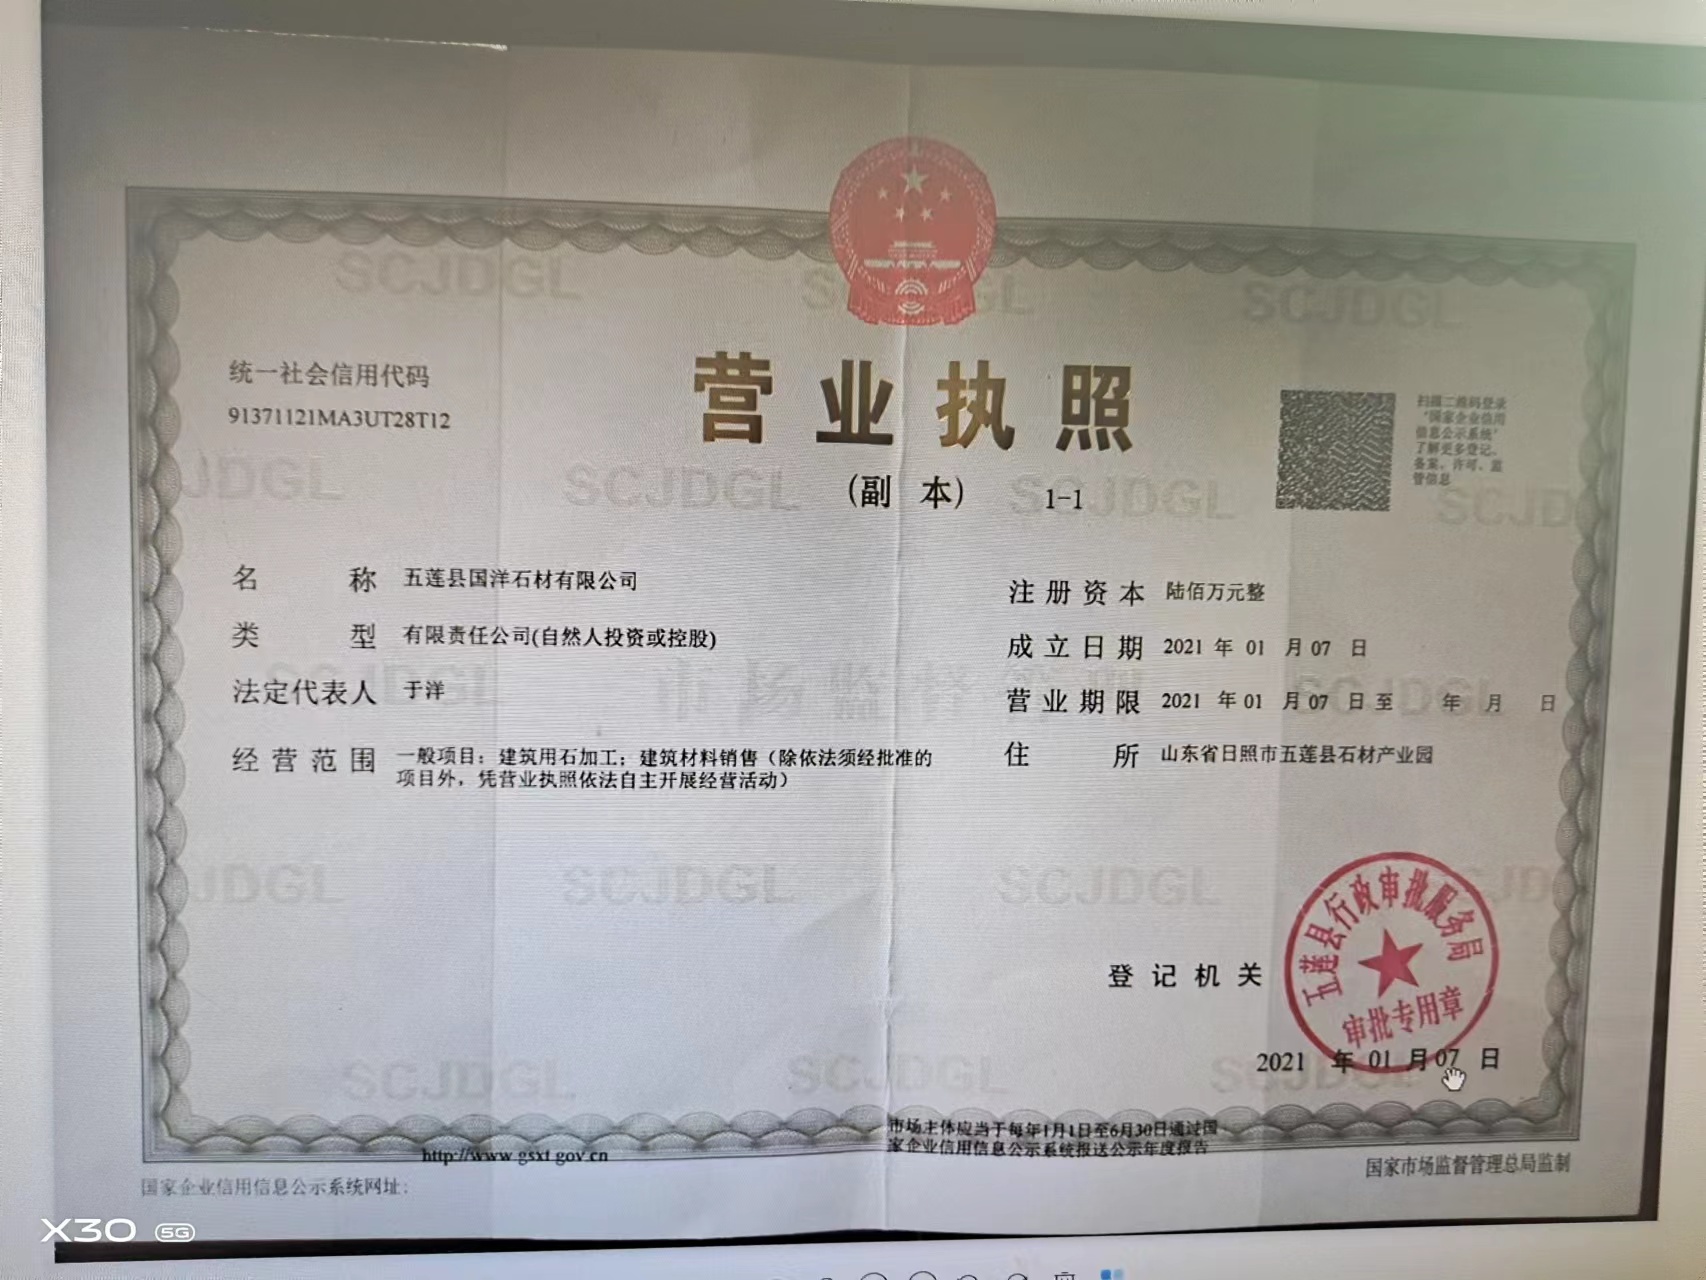 统一社会信用代码
91371121MA3UT28T12
营业执照
(副 本) 1-1
扫描二维码登录
'国家企业信用
信息公示系统'
了解更多登记、
备案、许可、监
管信息
名 称 五莲县国洋石材有限公司
类 型 有限责任公司(自然人投资或控股)
法定代表人 于洋
经营范围 一般项目：建筑用石加工；建筑材料销售（除依法须经批准的
项目外，凭营业执照依法自主开展经营活动）
注册资本 陆佰万元整
成立日期 2021 年 01 月 07 日
营业期限 2021 年 01 月 07 日至 年 月 日
住 所 山东省日照市五莲县石材产业园
登记机关
五莲县行政审批服务局
审批专用章
2021 年 01 月 07 日
http://www.gsxt.gov.cn
国家企业信用信息公示系统网址：
市场主体应当于每年1月1日至6月30日通过国
家企业信用信息公示系统报送公示年度报告
国家市场监督管理总局监制
SCJDGL
X30 5G